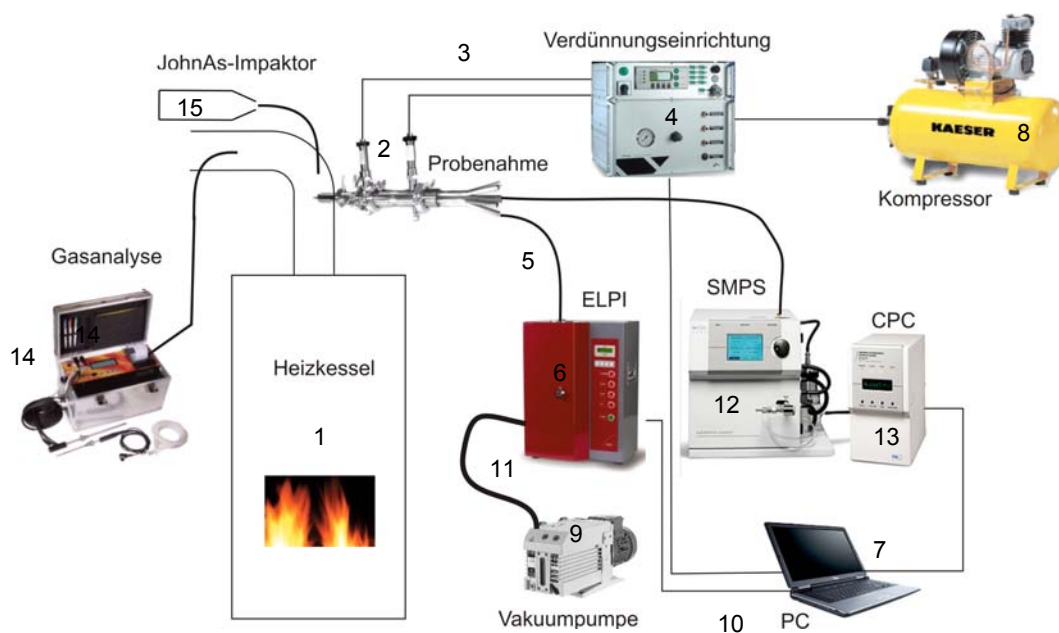 3
Verdünnungseinrichtung
JohnAs-Impaktor
15
4
KAESER
8
2
Probenahme
Kompressor
Gasanalyse
5
SMPS
ELPI
CPC
14
14
Heizkessel
6
12
13
1
11
9
7
Vakuumpumpe
10
PC